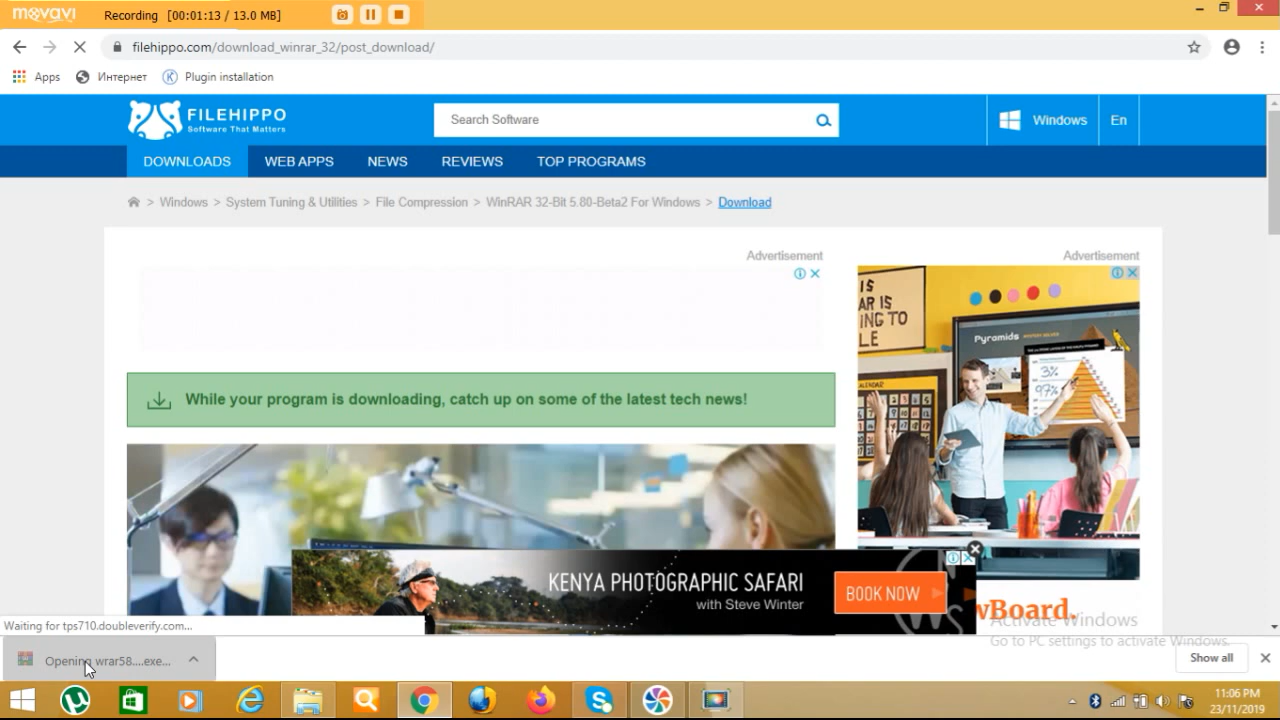 movavi
Recording [00:01:13 / 13.0 MB]
filehippo.com/download_winrar_32/post_download/
Apps Интернет Plugin installation
FILEHIPPO
Software That Matters
Search Software
Windows
En
DOWNLOADS WEB APPS NEWS REVIEWS TOP PROGRAMS
> Windows > System Tuning & Utilities > File Compression > WinRAR 32-Bit 5.80-Beta2 For Windows > Download
Advertisement
Advertisement
Pyramids
3%
97%
While your program is downloading, catch up on some of the latest tech news!
KENYA PHOTOGRAPHIC SAFARI
with Steve Winter
BOOK NOW
wBoard.
Activate Windows
Go to PC settings to activate Windows.
Waiting for tps710.doubleverify.com...
Opening wrar58....exe...
Show all
11:06 PM
23/11/2019